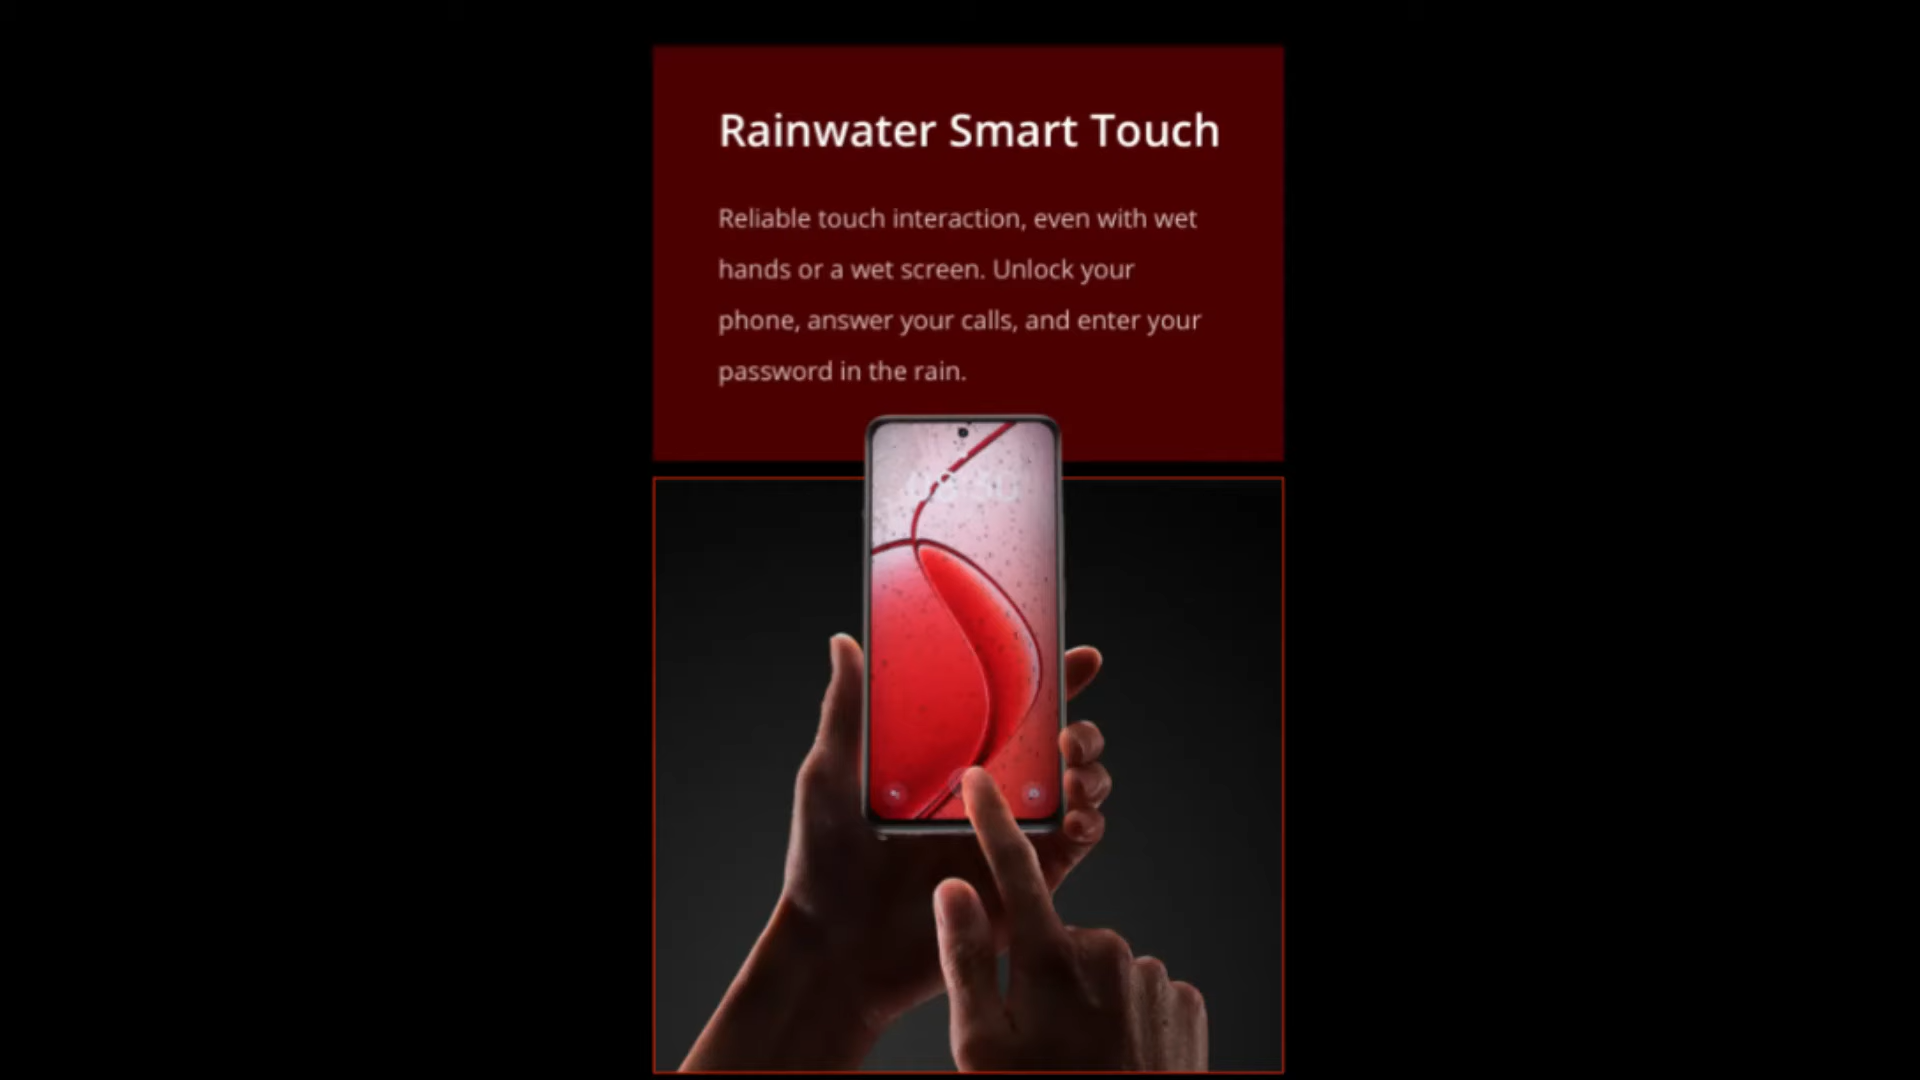 Rainwater Smart Touch
Reliable touch interaction, even with wet
hands or a wet screen. Unlock your
phone, answer your calls, and enter your
password in the rain.